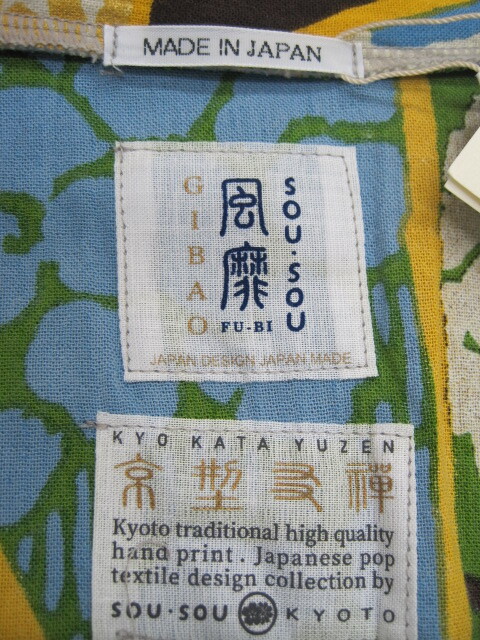 MADE IN JAPAN
GIBAO
風靡
FU-BI
SOU·SOU
JAPAN DESIGN JAPAN MADE
KYO KATA YUZEN
京型友禅
Kyoto traditional high quality
hand print. Japanese pop
textile design collection by
SOU·SOU KYOTO